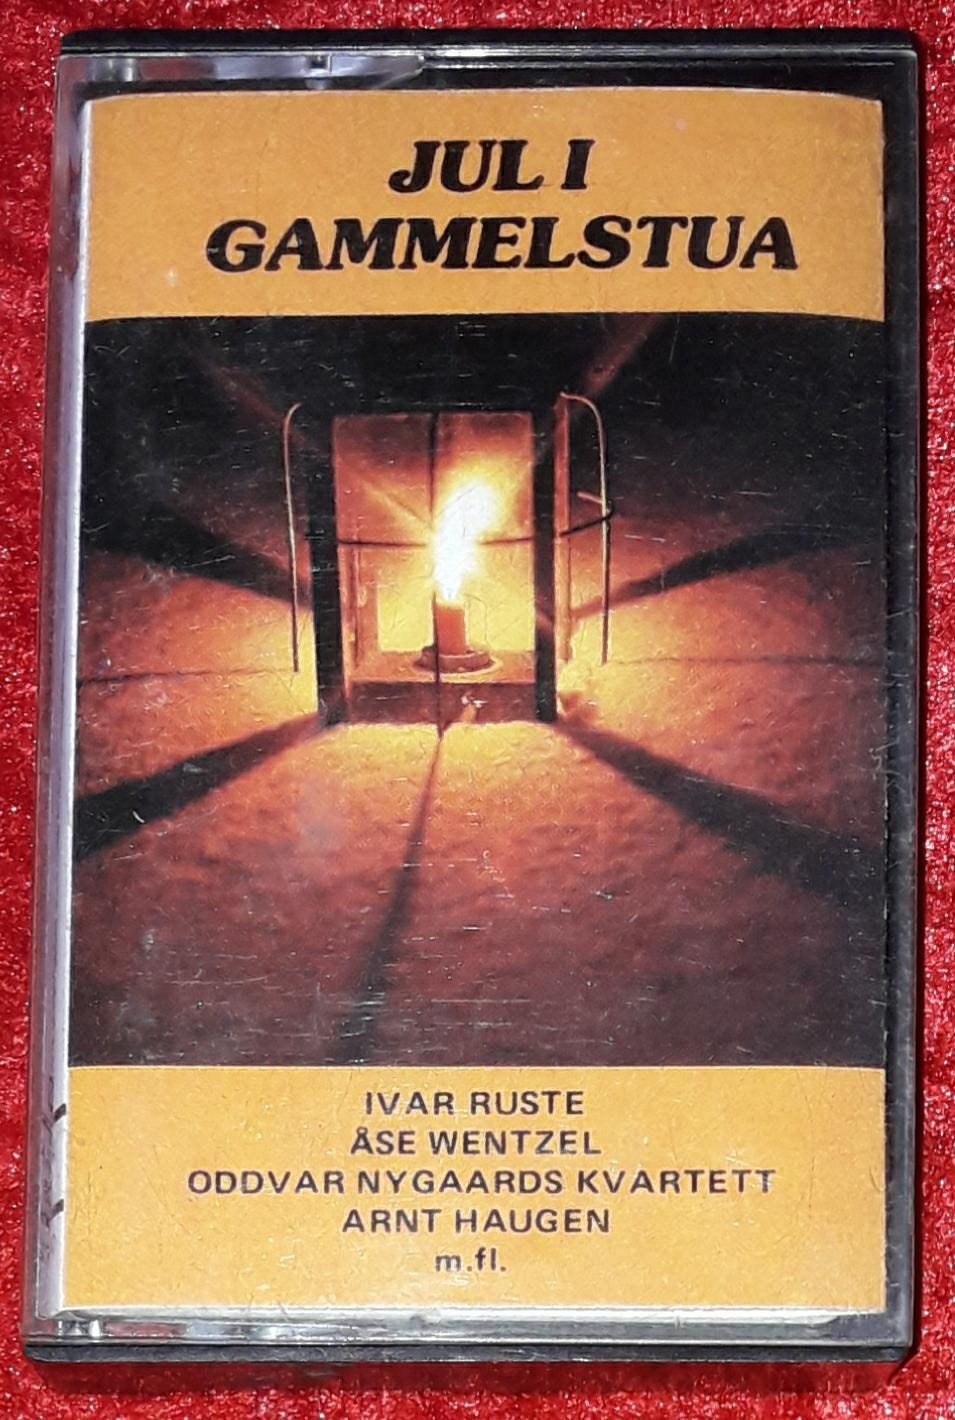 JUL I
GAMMELSTUA
IVAR RUSTE
ÅSE WENTZEL
ODDVAR NYGAARDS KVARTETT
ARNT HAUGEN
m.fl.